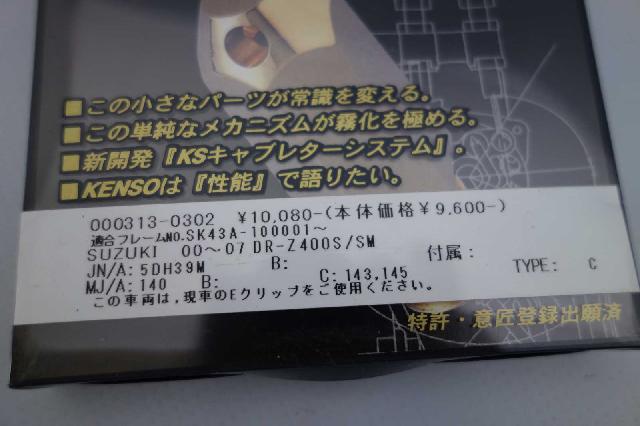 ■この小さなパーツが常識を変える。
■この単純なメカニズムが霧化を極める。
■新開発『KSキャブレターシステム』。
■KENSOは『性能』で語りたい。
000313-0302 ¥10,080-(本体価格¥9,600-)
適合フレームNO.SK43A-100001～
SUZUKI 00～07 DR-Z400S/SM 付属:
JN/A: 5DH39M B: TYPE: C
MJ/A: 140 B: C: 143,145
この車両は,現車のEクリップをご使用ください。
特許・意匠登録出願済